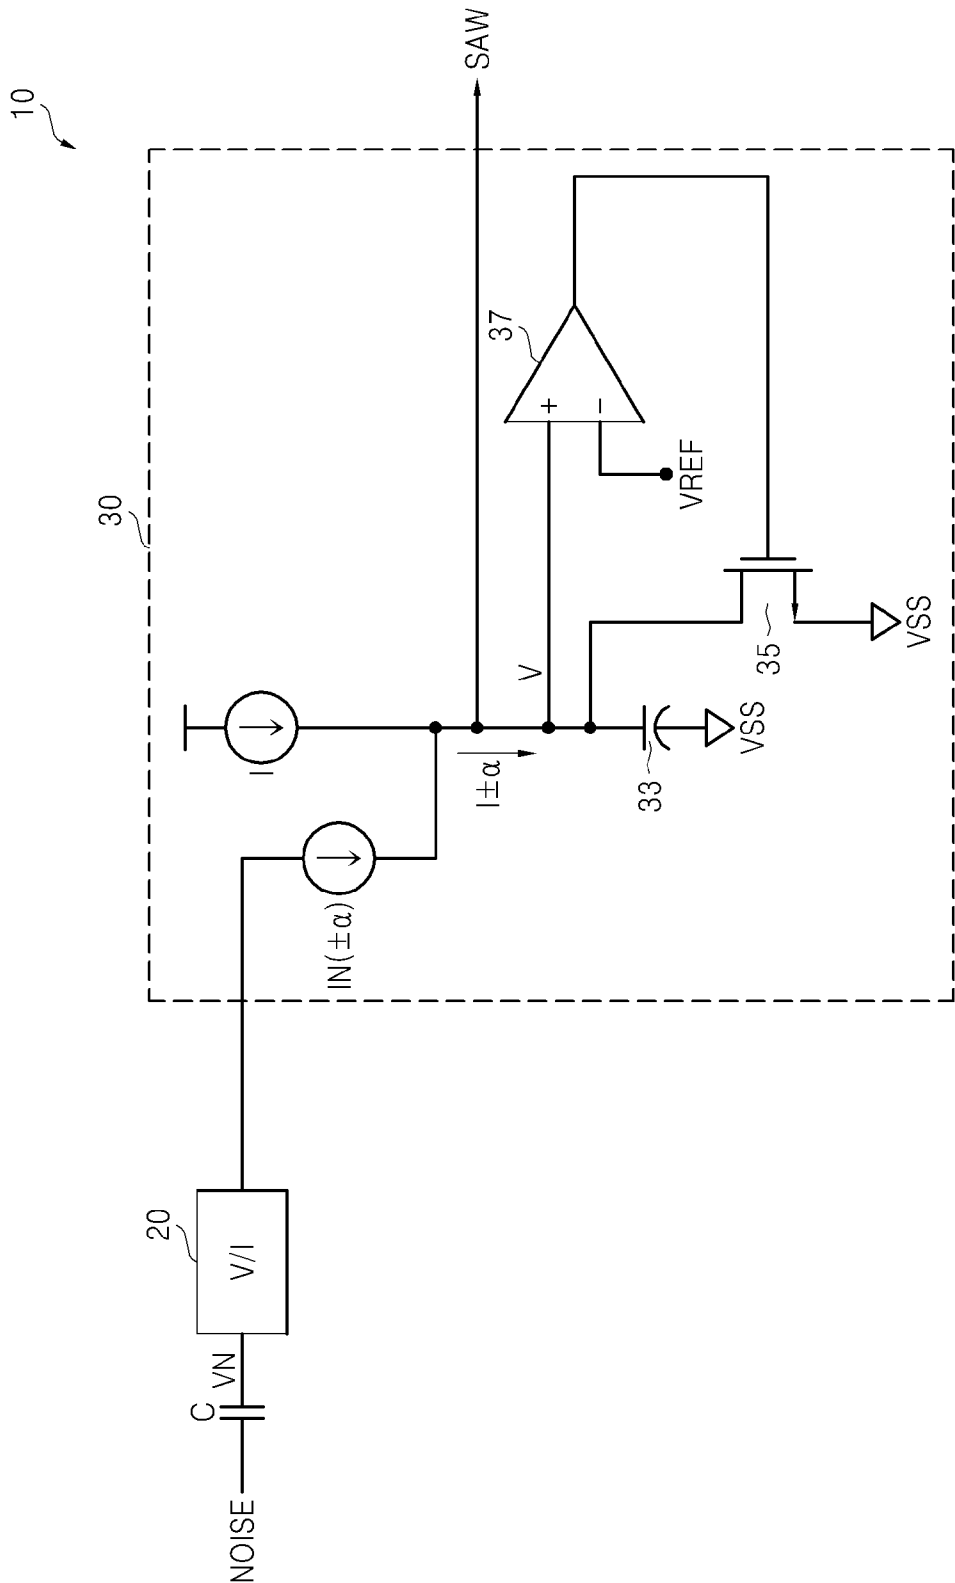 10
30
SAW
I
IN(±α)
I±α
V
37
+
−
VREF
33
VSS
35
VSS
20
V/I
C
VN
NOISE